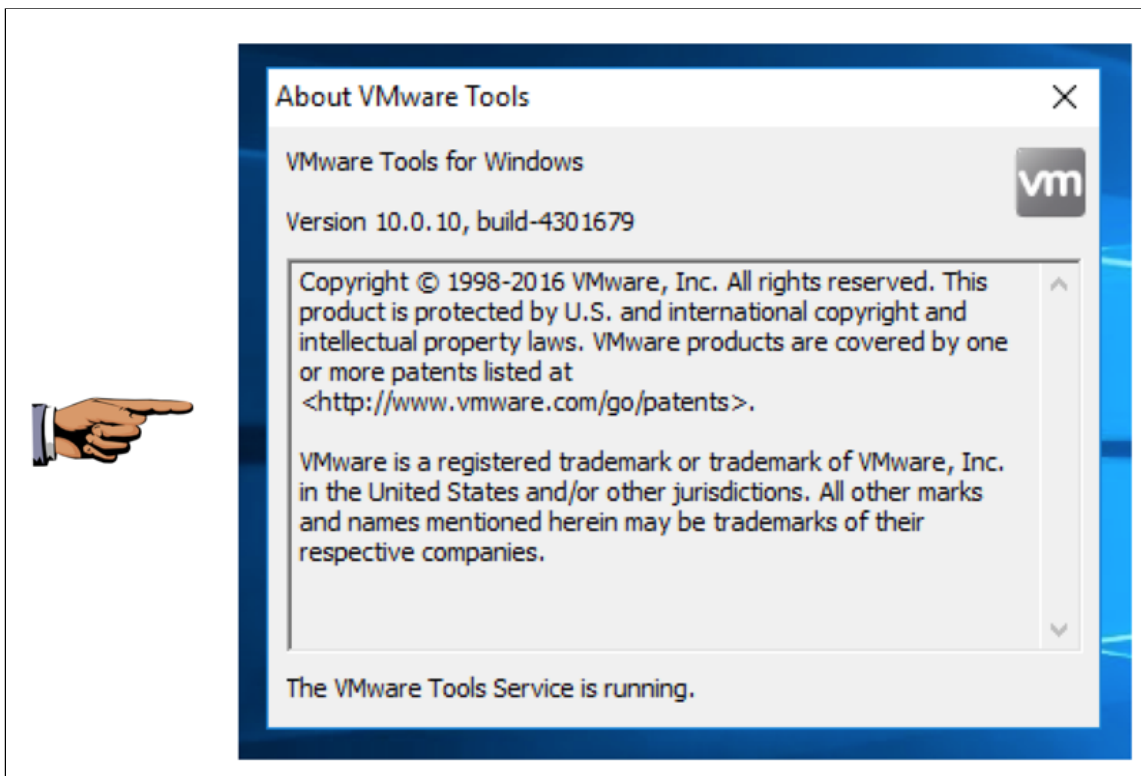 About VMware Tools
VMware Tools for Windows
vm
Version 10.0.10, build-4301679
Copyright © 1998-2016 VMware, Inc. All rights reserved. This
product is protected by U.S. and international copyright and
intellectual property laws. VMware products are covered by one
or more patents listed at
<http://www.vmware.com/go/patents>.
VMware is a registered trademark or trademark of VMware, Inc.
in the United States and/or other jurisdictions. All other marks
and names mentioned herein may be trademarks of their
respective companies.
The VMware Tools Service is running.